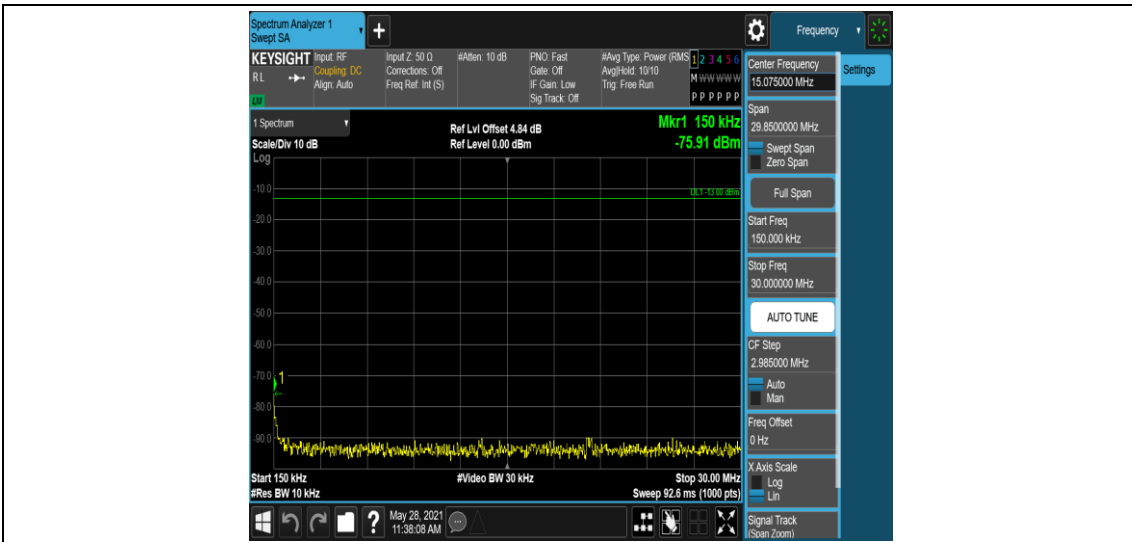 Spectrum Analyzer 1
Swept SA
+
Frequency
KEYSIGHT
RL
LXI
Input: RF
Coupling: DC
Align: Auto
Input Z: 50 Ω
Corrections: Off
Freq Ref: Int (S)
#Atten: 10 dB
PNO: Fast
Gate: Off
IF Gain: Low
Sig Track: Off
#Avg Type: Power (RMS
Avg|Hold: 10/10
Trig: Free Run
1 2 3 4 5 6
M W W W W W
P P P P P P
1 Spectrum
Scale/Div 10 dB
Log
Ref Lvl Offset 4.84 dB
Ref Level 0.00 dBm
Mkr1 150 kHz
-75.91 dBm
DL1 -13.00 dBm
-10.0
-20.0
-30.0
-40.0
-50.0
-60.0
-70.0
1
-80.0
-90.0
Start 150 kHz
#Video BW 30 kHz
Stop 30.00 MHz
#Res BW 10 kHz
Sweep 92.6 ms (1000 pts)
?
May 28, 2021
11:38:08 AM
Center Frequency
15.075000 MHz
Settings
Span
29.8500000 MHz
Swept Span
Zero Span
Full Span
Start Freq
150.000 kHz
Stop Freq
30.000000 MHz
AUTO TUNE
CF Step
2.985000 MHz
Auto
Man
Freq Offset
0 Hz
X Axis Scale
Log
Lin
Signal Track
(Span Zoom)